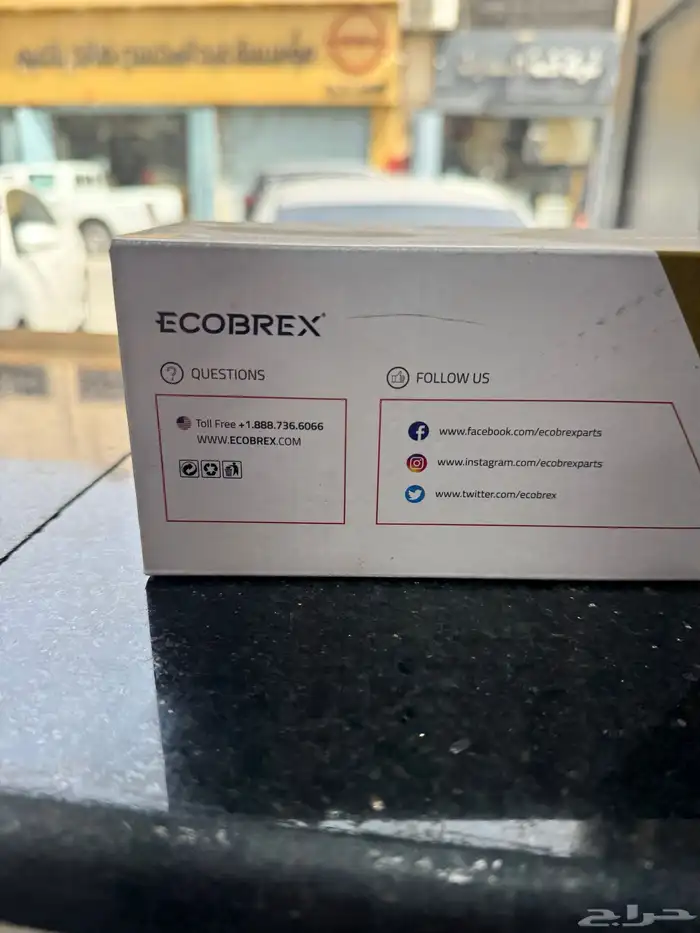 ECOBREX
QUESTIONS
Toll Free +1.888.736.6066
WWW.ECOBREX.COM
FOLLOW US
www.facebook.com/ecobrexparts
www.instagram.com/ecobrexparts
www.twitter.com/ecobrex
حراج